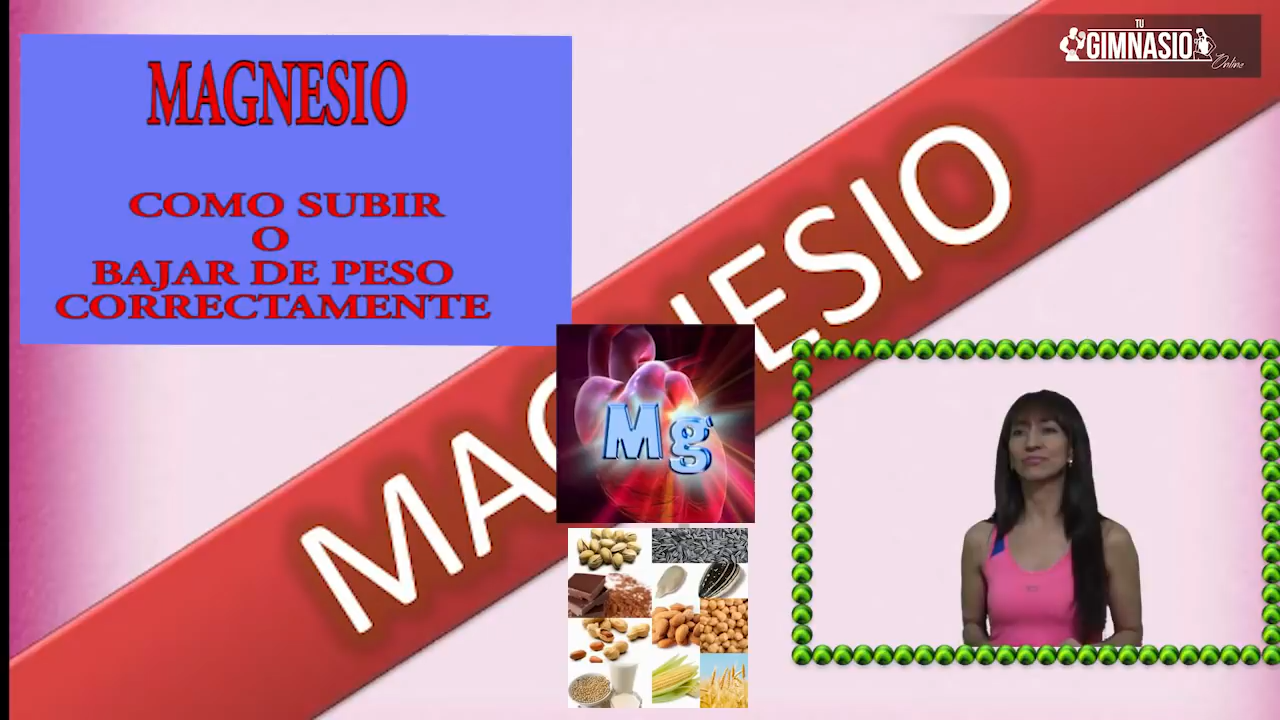 MAGNESIO
COMO SUBIR
O
BAJAR DE PESO
CORRECTAMENTE
TU
GIMNASIO
Online
MAGNESIO
Mg